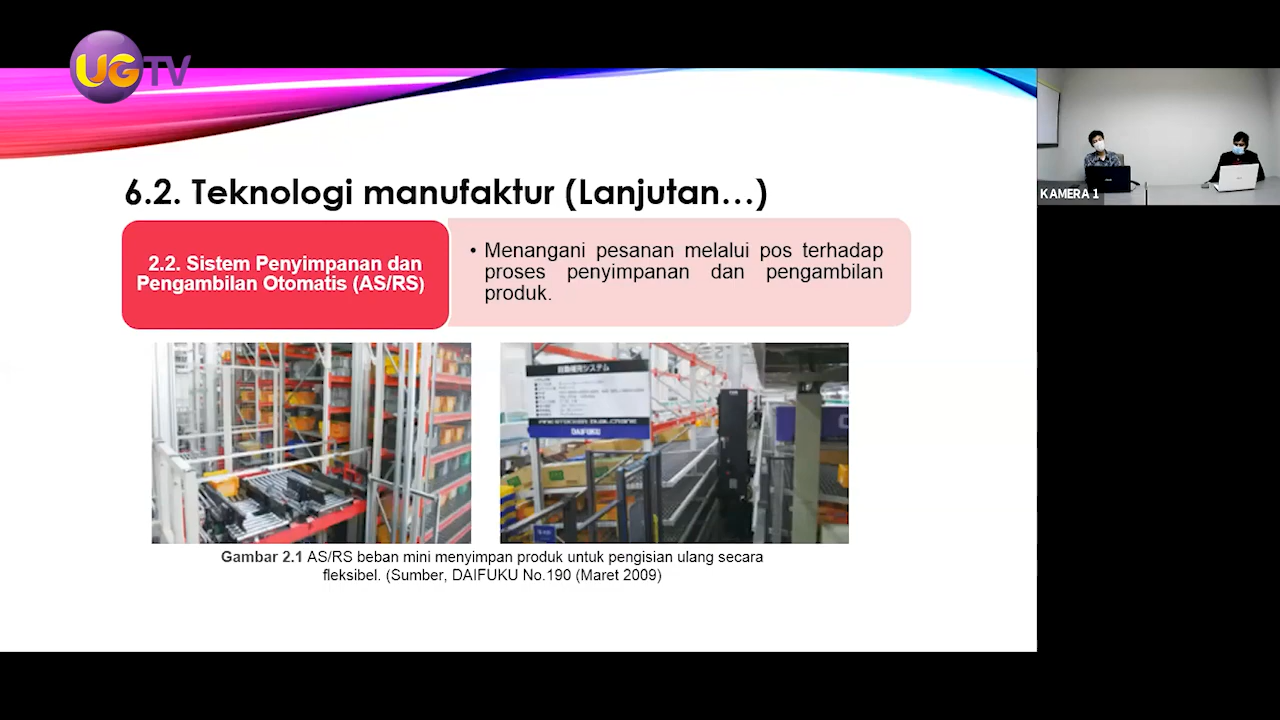 UGTV
KAMERA 1
6.2. Teknologi manufaktur (Lanjutan…)
2.2. Sistem Penyimpanan dan
Pengambilan Otomatis (AS/RS)
• Menangani pesanan melalui pos terhadap
proses penyimpanan dan pengambilan
produk.
DAIFUKU
Gambar 2.1 AS/RS beban mini menyimpan produk untuk pengisian ulang secara
fleksibel. (Sumber, DAIFUKU No.190 (Maret 2009)